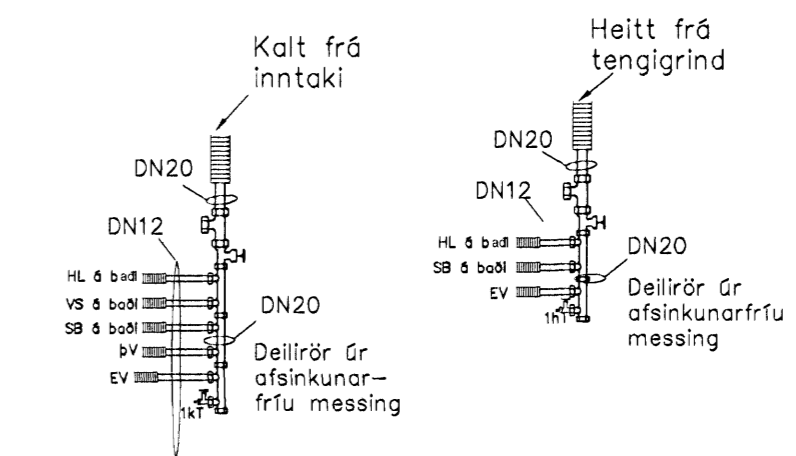 Kalt frá
inntaki
DN20
DN12
HL á baði
VS á baði
SB á baði
þV
EV
1kT
DN20
Deilirör úr
afsinkunar-
fríu messing
Heitt frá
tengigrind
DN20
DN12
HL á baði
SB á baði
EV
1hT
DN20
Deilirör úr
afsinkunarfríu
messing